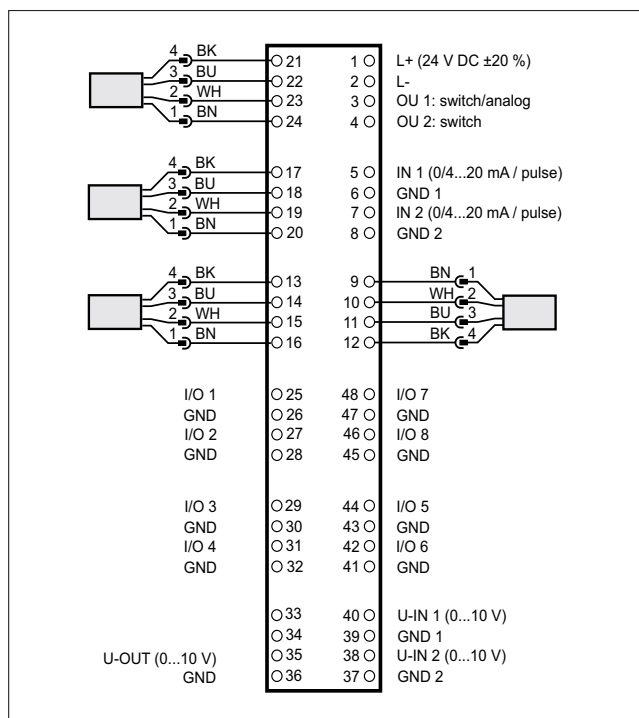 4 BK 21 1 L+ (24 V DC ±20 %)
3 BU 22 2 L-
2 WH 23 3 OU 1: switch/analog
1 BN 24 4 OU 2: switch
4 BK 17 5 IN 1 (0/4...20 mA / pulse)
3 BU 18 6 GND 1
2 WH 19 7 IN 2 (0/4...20 mA / pulse)
1 BN 20 8 GND 2
4 BK 13 9 BN 1
3 BU 14 10 WH 2
2 WH 15 11 BU 3
1 BN 16 12 BK 4
I/O 1 25 48 I/O 7
GND 26 47 GND
I/O 2 27 46 I/O 8
GND 28 45 GND
I/O 3 29 44 I/O 5
GND 30 43 GND
I/O 4 31 42 I/O 6
GND 32 41 GND
33 40 U-IN 1 (0...10 V)
34 39 GND 1
U-OUT (0...10 V) 35 38 U-IN 2 (0...10 V)
GND 36 37 GND 2